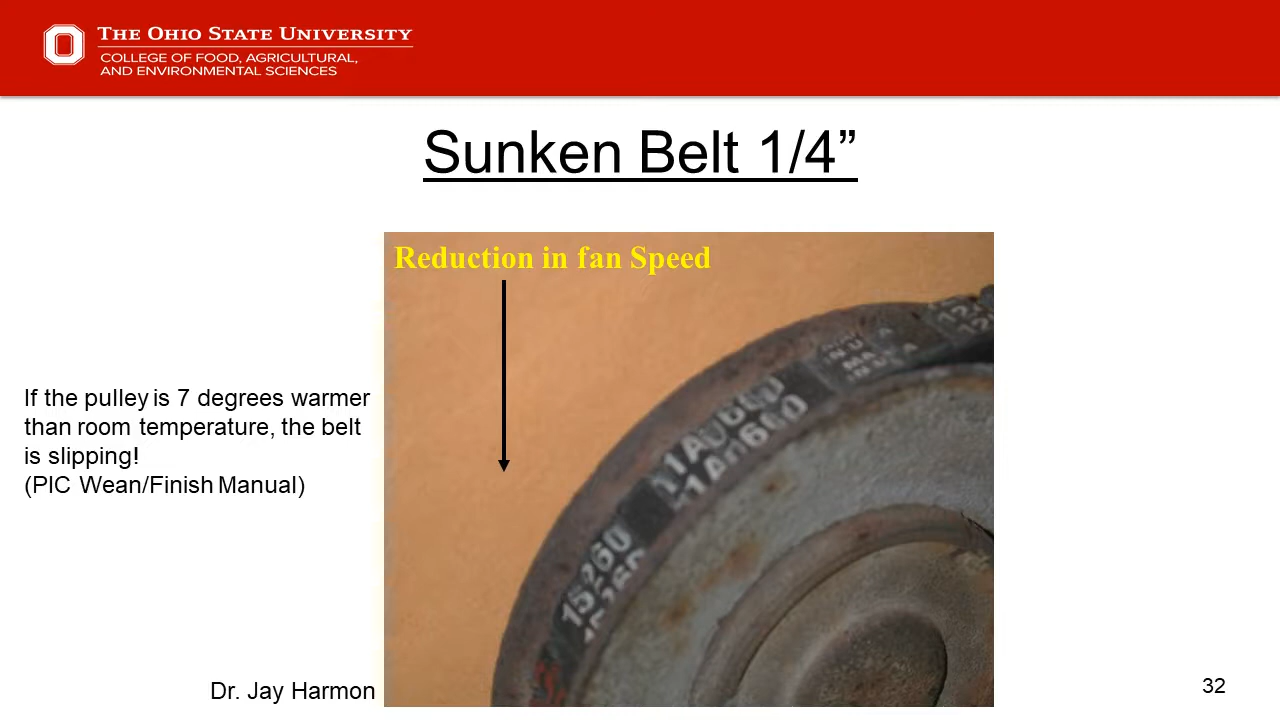 THE OHIO STATE UNIVERSITY
COLLEGE OF FOOD, AGRICULTURAL,
AND ENVIRONMENTAL SCIENCES
Sunken Belt 1/4”
Reduction in fan Speed
If the pulley is 7 degrees warmer
than room temperature, the belt
is slipping!
(PIC Wean/Finish Manual)
15260
Dr. Jay Harmon
32